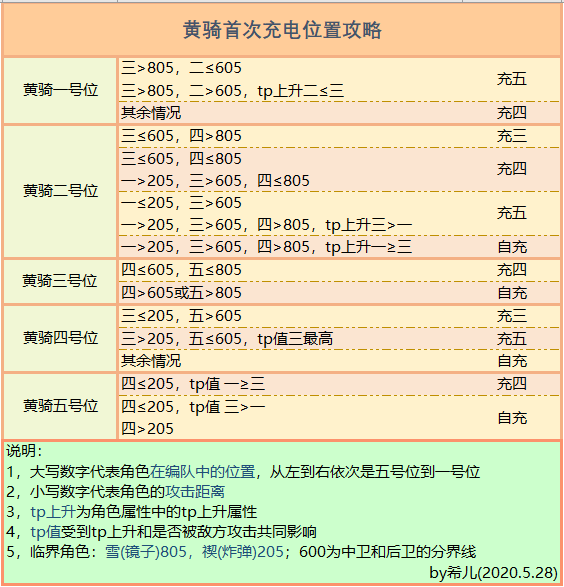 黄骑首次充电位置攻略
黄骑一号位
三>805，二≤605
三>805，二>605，tp上升二≤三
充五
其余情况
充四
黄骑二号位
三≤605，四>805
充三
三≤605，四≤805
一>205，三>605，四≤805
充四
一≤205，三>605
一>205，三>605，四>805，tp上升三>一
充五
一>205，三>605，四>805，tp上升一≥三
自充
黄骑三号位
四≤605，五≤805
充四
四>605或五>805
自充
黄骑四号位
三≤205，五>605
充三
三>205，五≤605，tp值三最高
充五
其余情况
自充
黄骑五号位
四≤205，tp值 一≥三
充四
四≤205，tp值 三>一
四>205
自充
说明：
1，大写数字代表角色在编队中的位置，从左到右依次是五号位到一号位
2，小写数字代表角色的攻击距离
3，tp上升为角色属性中的tp上升属性
4，tp值受到tp上升和是否被敌方攻击共同影响
5，临界角色：雪(镜子)805，禊(炸弹)205；600为中卫和后卫的分界线
by希儿(2020.5.28)